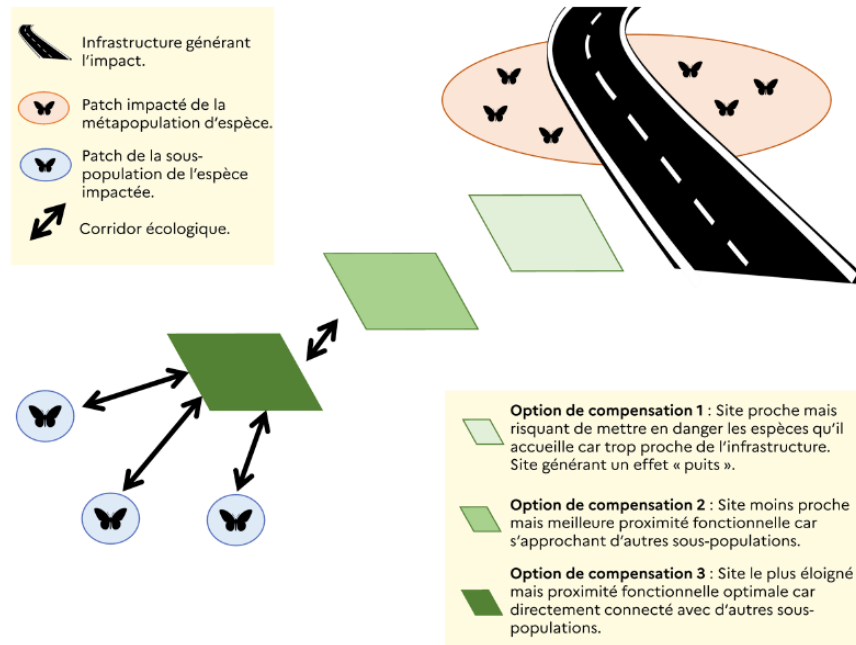 Infrastructure générant
l'impact.
Patch impacté de la
métapopulation d'espèce.
Patch de la sous-
population de l'espèce
impactée.
Corridor écologique.
Option de compensation 1 : Site proche mais
risquant de mettre en danger les espèces qu'il
accueille car trop proche de l'infrastructure.
Site générant un effet « puits ».
Option de compensation 2 : Site moins proche
mais meilleure proximité fonctionnelle car
s'approchant d'autres sous-populations.
Option de compensation 3 : Site le plus éloigné
mais proximité fonctionnelle optimale car
directement connecté avec d'autres sous-
populations.